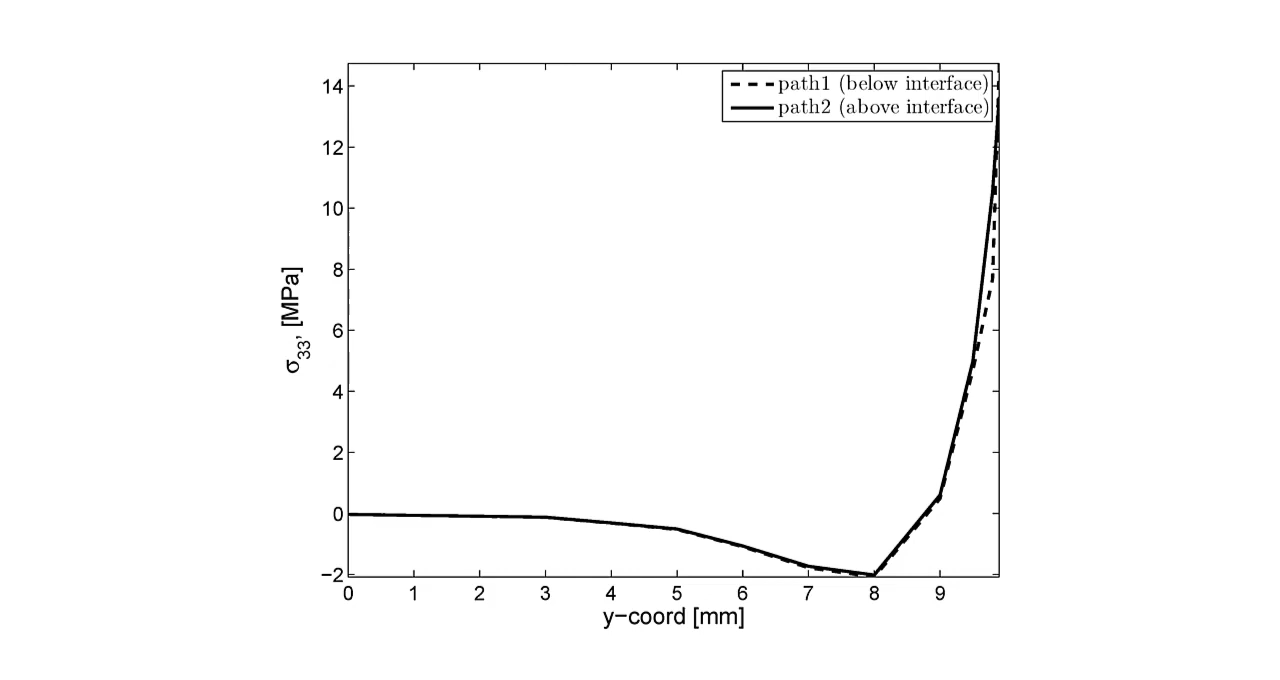 path1 (below interface)
path2 (above interface)
14
12
10
8
6
4
2
0
−2
σ33, [MPa]
0 1 2 3 4 5 6 7 8 9
y−coord [mm]